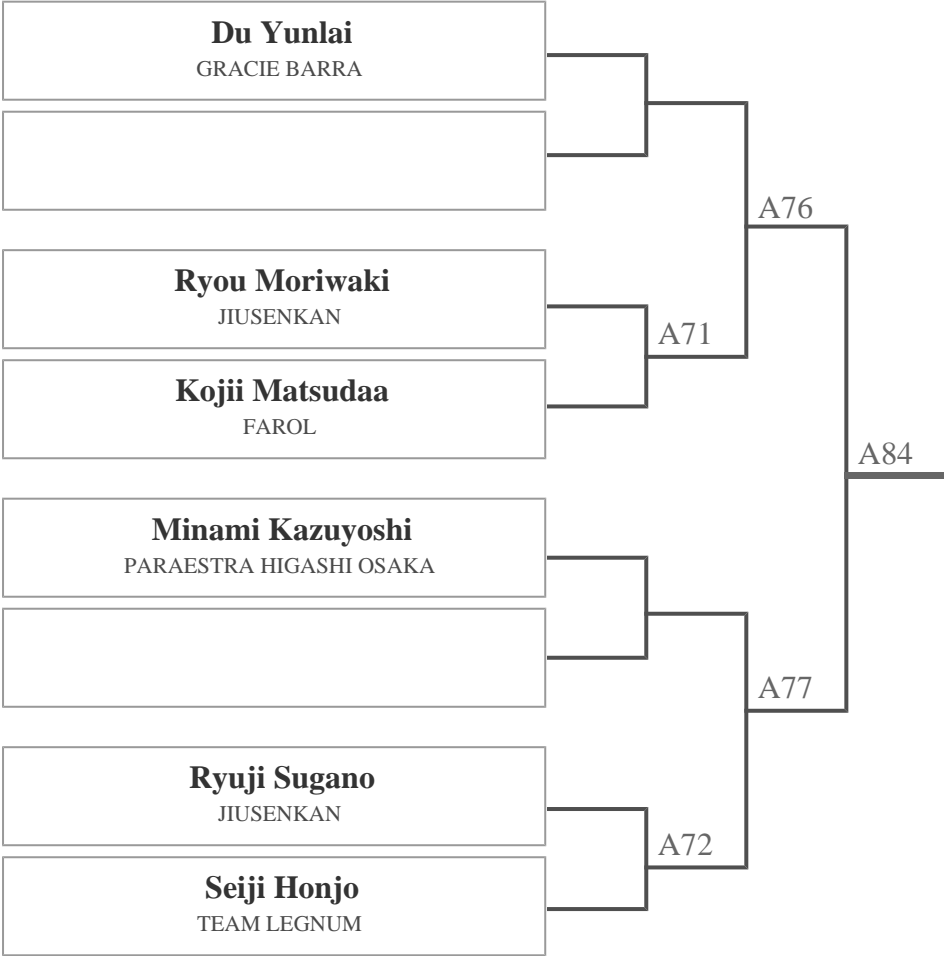 Du Yunlai
GRACIE BARRA
A76
Ryou Moriwaki
JIUSENKAN
A71
Kojii Matsudaa
FAROL
A84
Minami Kazuyoshi
PARAESTRA HIGASHI OSAKA
A77
Ryuji Sugano
JIUSENKAN
A72
Seiji Honjo
TEAM LEGNUM